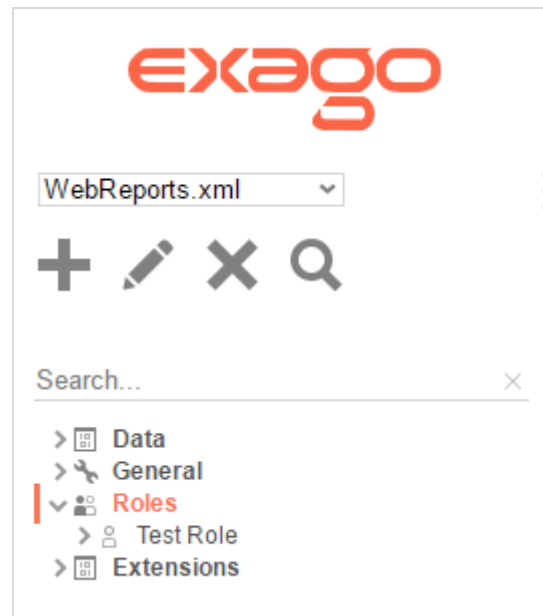 exago
WebReports.xml
Search...
Data
General
Roles
Test Role
Extensions